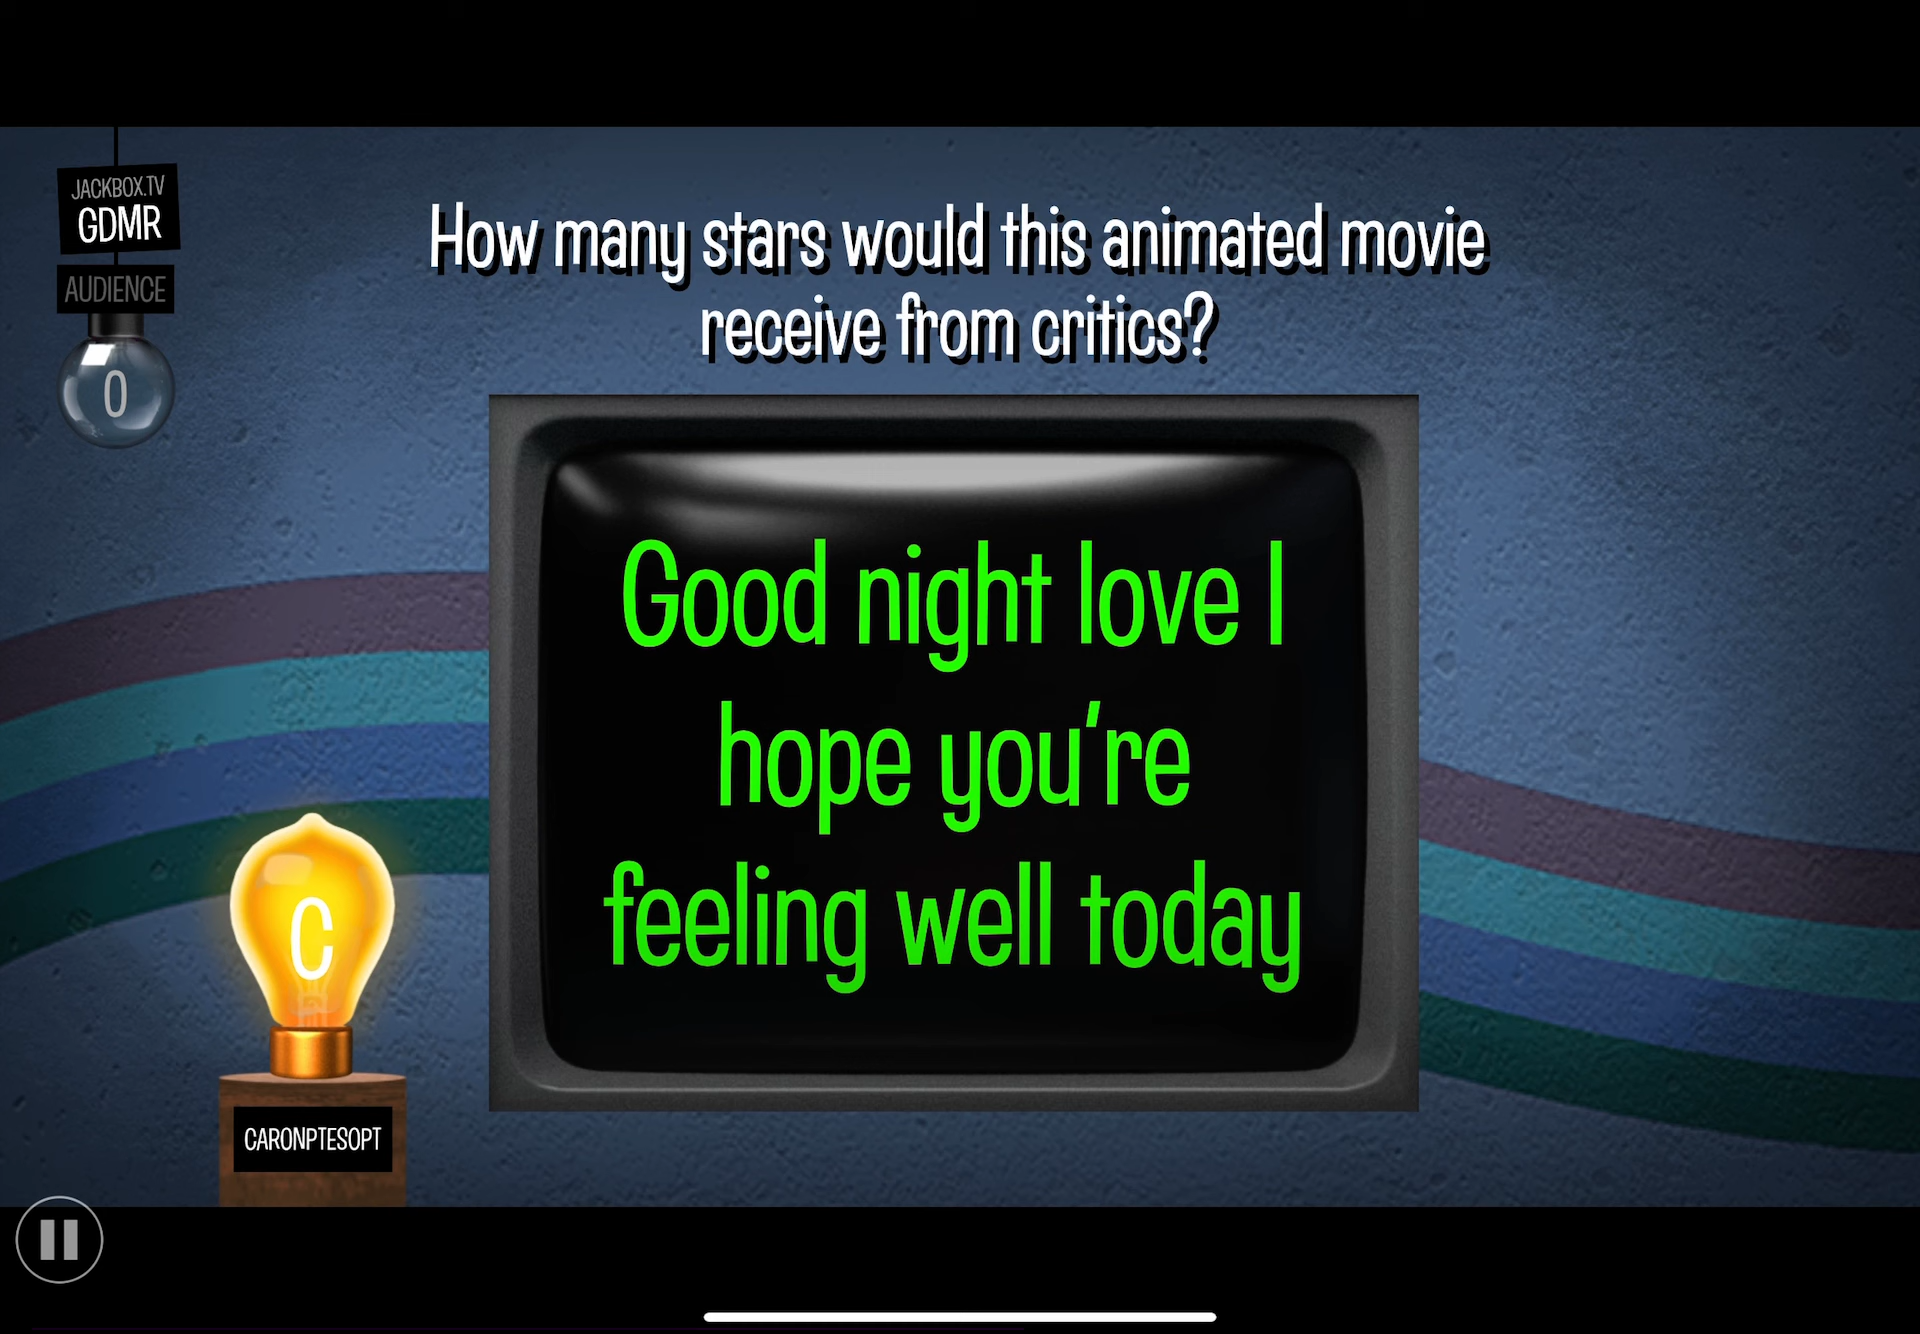 JACKBOX.TV
GDMR
AUDIENCE
0
How many stars would this animated movie
receive from critics?
Good night love I
hope you're
feeling well today
C
CARONPTESOPT